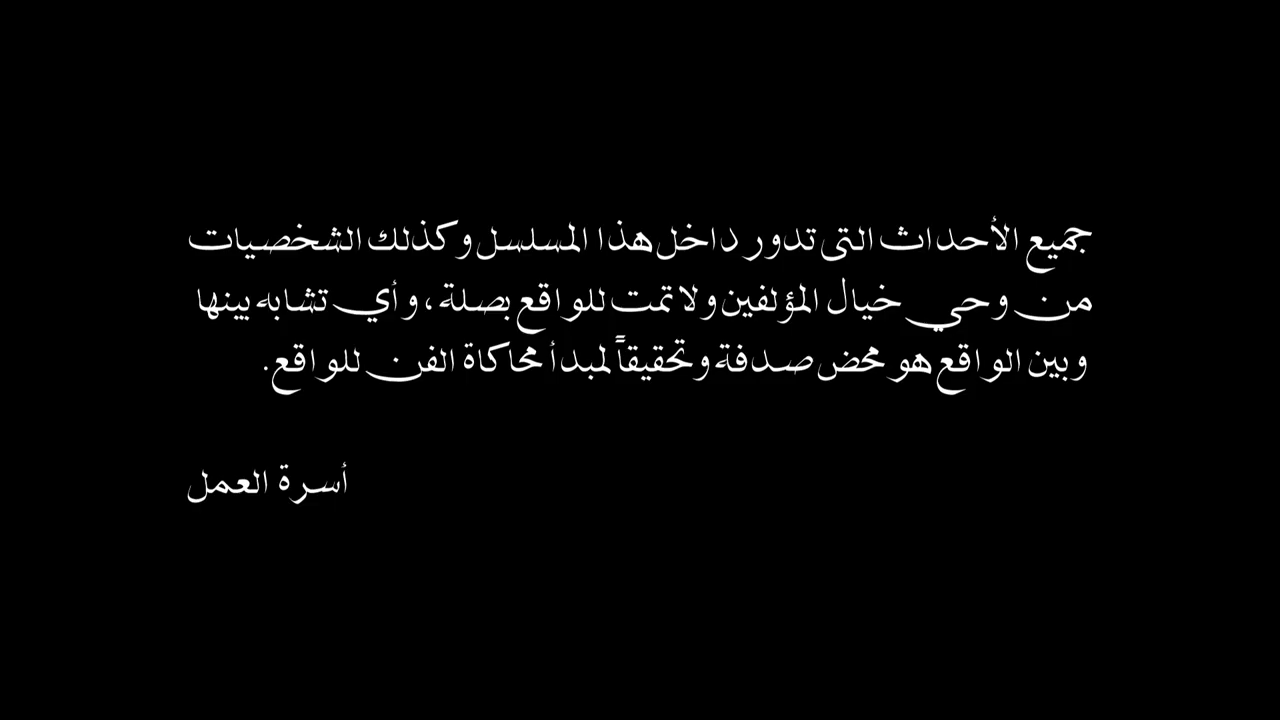 جميع الأحداث التى تدور داخل هذا المسلسل وكذلك الشخصيات
من وحي خيال المؤلفين ولا تمت للواقع بصلة، وأي تشابه بينها
وبين الواقع هو محض صدفة وتحقيقاً لمبدأ محاكاة الفن للواقع.
أسرة العمل